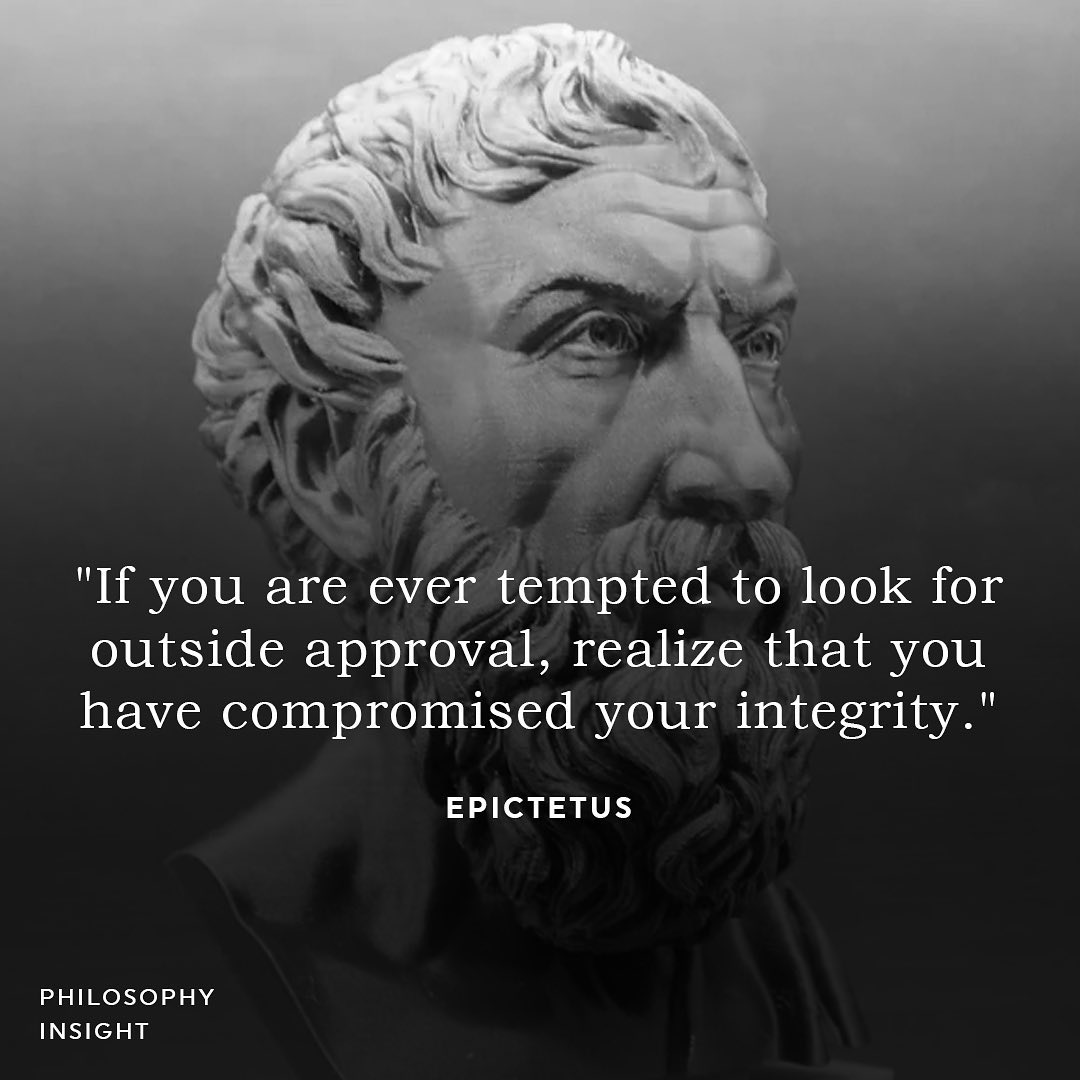 "If you are ever tempted to look for
outside approval, realize that you
have compromised your integrity."
EPICTETUS
PHILOSOPHY
INSIGHT